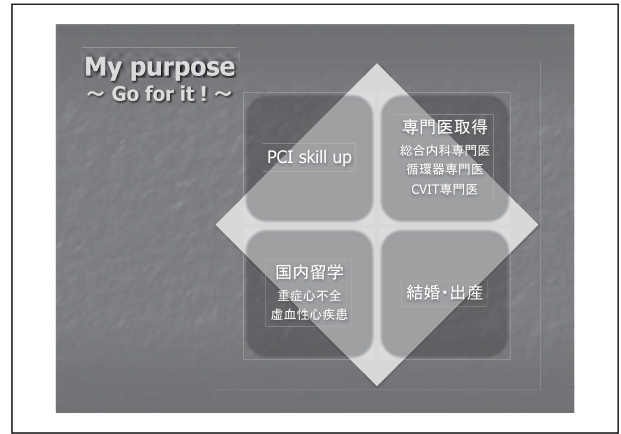 My purpose
～ Go for it ! ～
PCI skill up
専門医取得
総合内科専門医
循環器専門医
CVIT専門医
国内留学
重症心不全
虚血性心疾患
結婚・出産